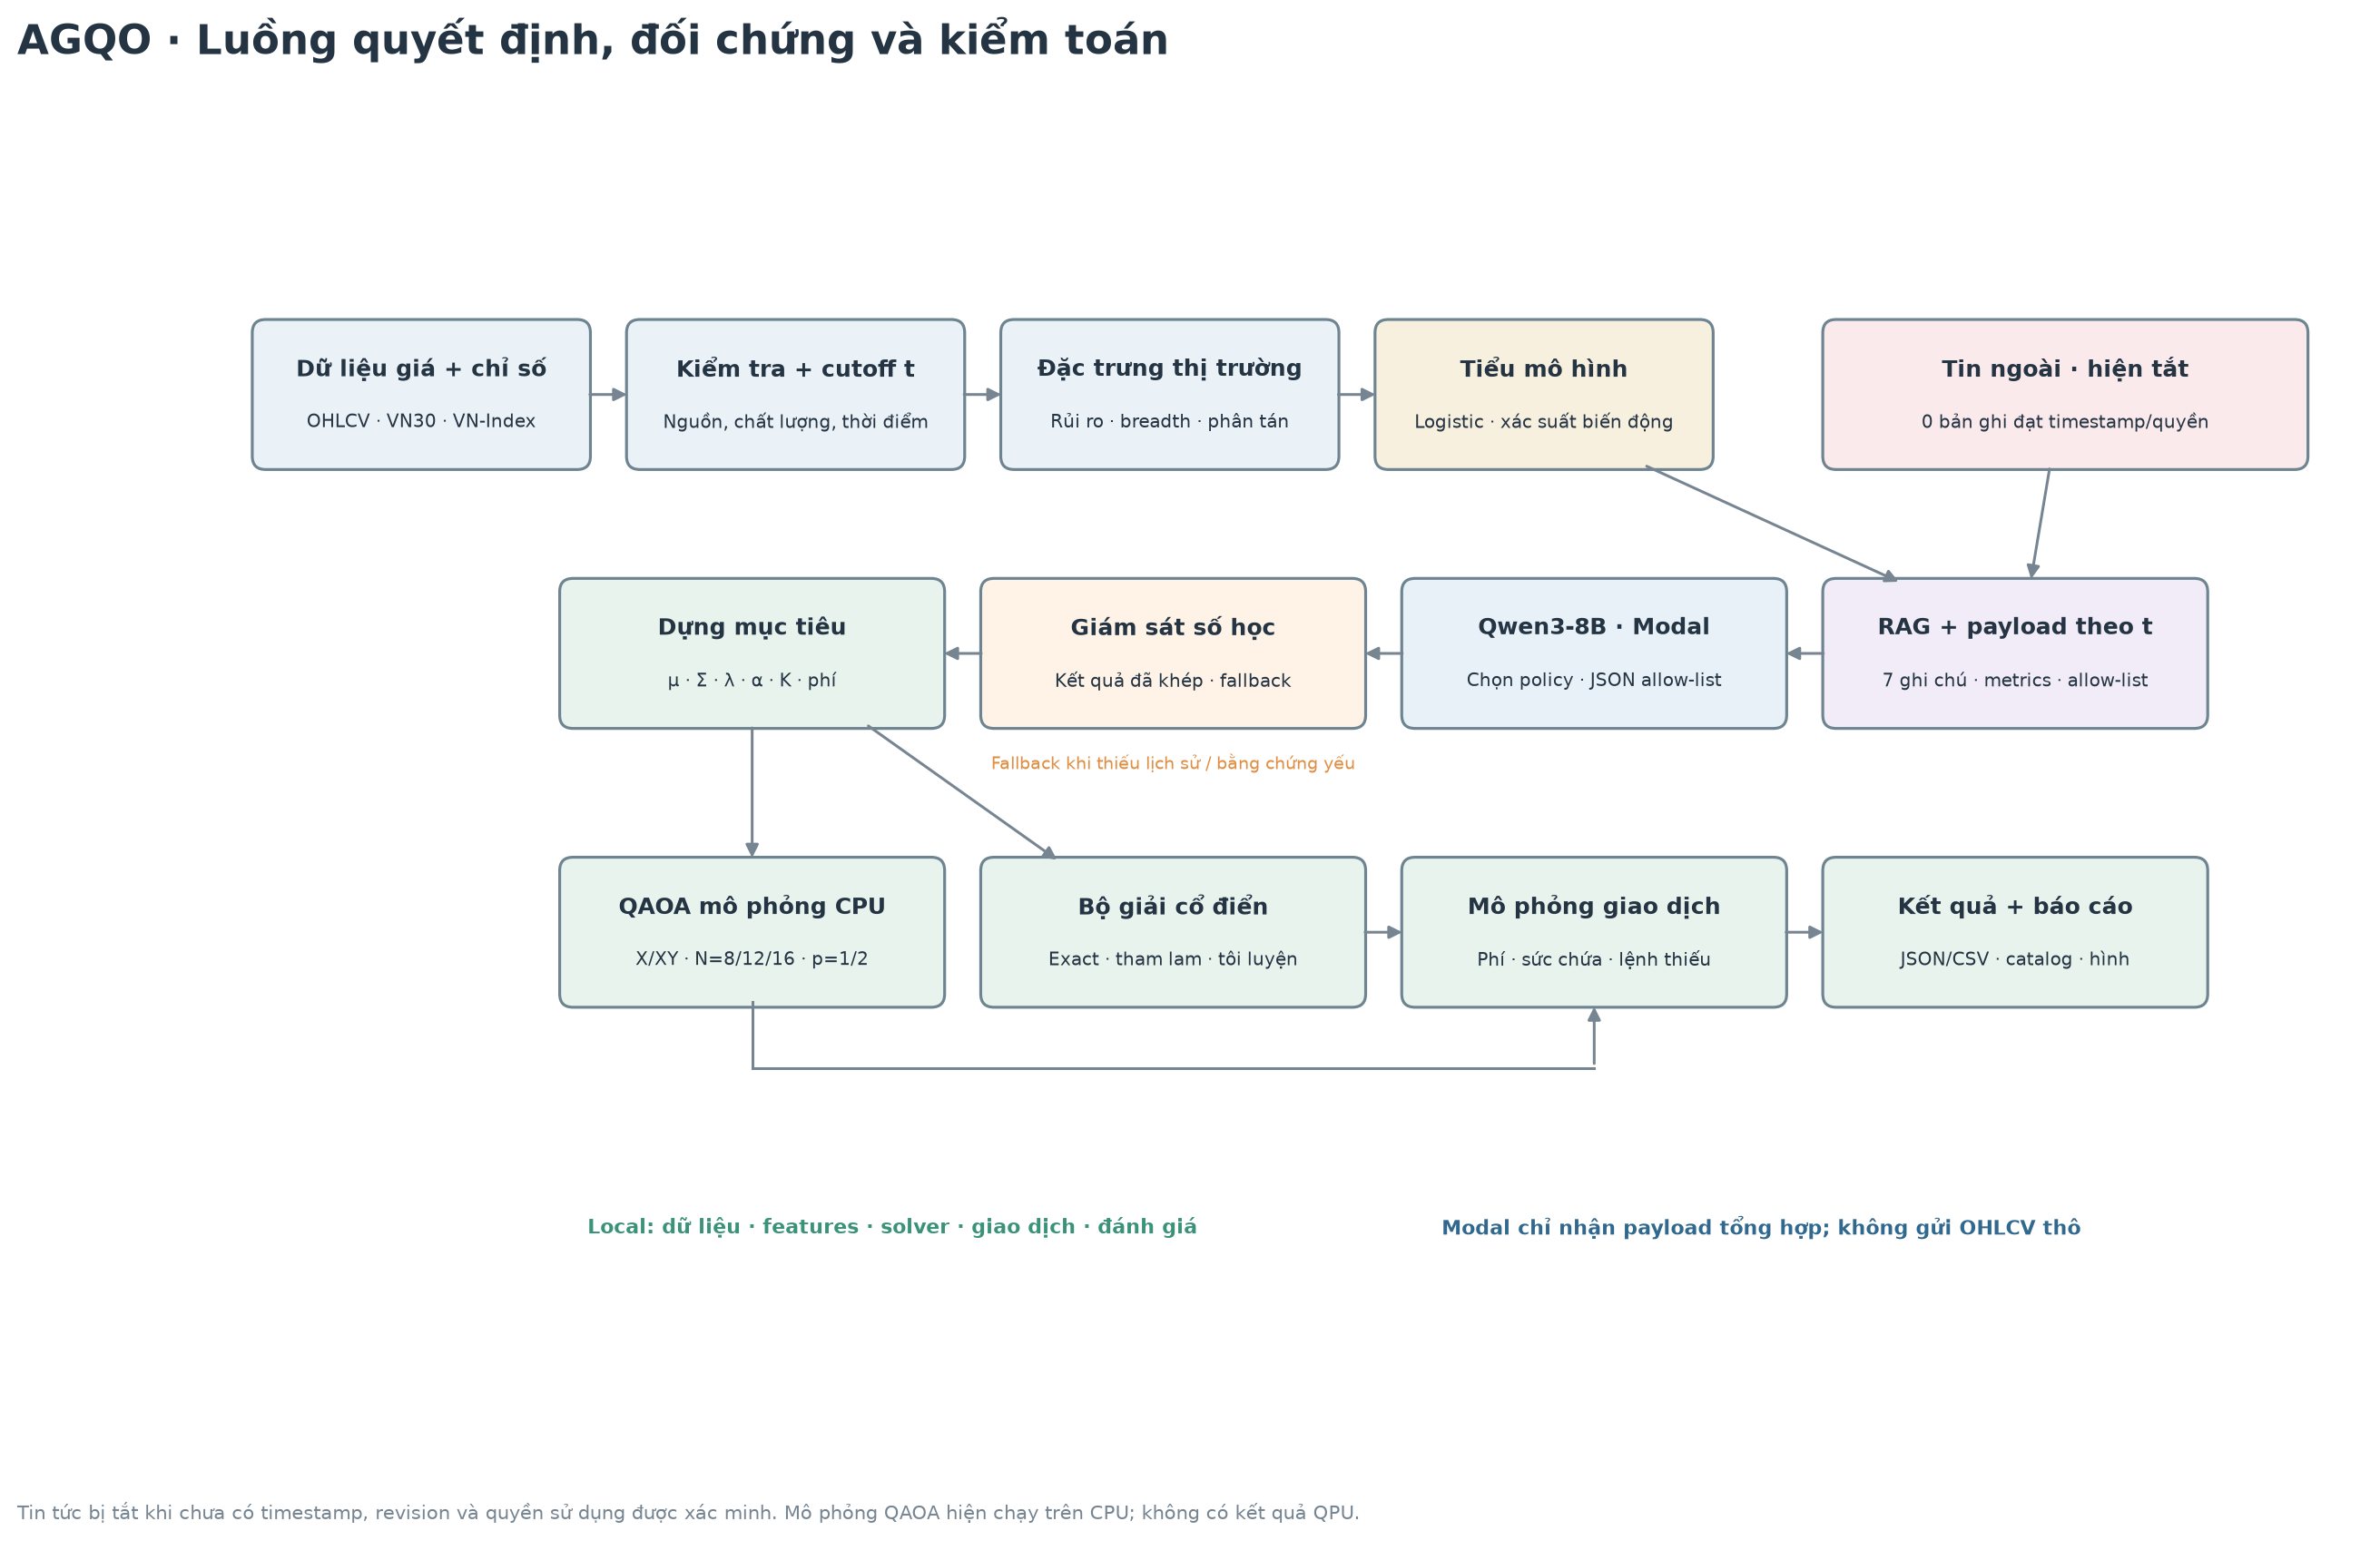 AGQO · Luồng quyết định, đối chứng và kiểm toán
Dữ liệu giá + chỉ số
OHLCV · VN30 · VN-Index
Kiểm tra + cutoff t
Nguồn, chất lượng, thời điểm
Đặc trưng thị trường
Rủi ro · breadth · phân tán
Tiểu mô hình
Logistic · xác suất biến động
Tin ngoài · hiện tắt
0 bản ghi đạt timestamp/quyền
Dựng mục tiêu
μ · Σ · λ · α · K · phí
Giám sát số học
Kết quả đã khép · fallback
Qwen3-8B · Modal
Chọn policy · JSON allow-list
RAG + payload theo t
7 ghi chú · metrics · allow-list
Fallback khi thiếu lịch sử / bằng chứng yếu
QAOA mô phỏng CPU
X/XY · N=8/12/16 · p=1/2
Bộ giải cổ điển
Exact · tham lam · tôi luyện
Mô phỏng giao dịch
Phí · sức chứa · lệnh thiếu
Kết quả + báo cáo
JSON/CSV · catalog · hình
Local: dữ liệu · features · solver · giao dịch · đánh giá
Modal chỉ nhận payload tổng hợp; không gửi OHLCV thô
Tin tức bị tắt khi chưa có timestamp, revision và quyền sử dụng được xác minh. Mô phỏng QAOA hiện chạy trên CPU; không có kết quả QPU.